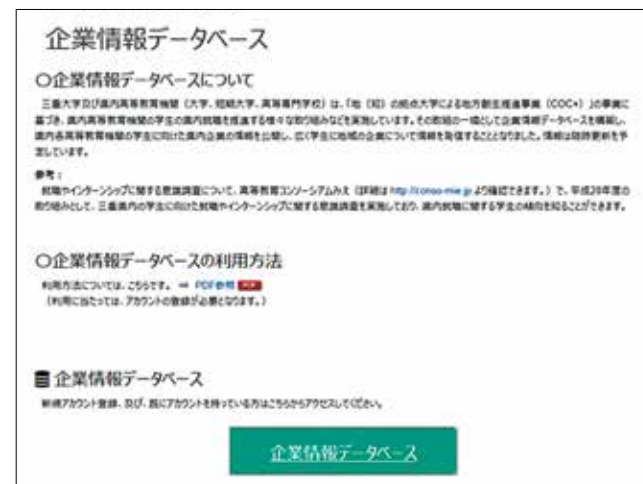 企業情報データベース
〇企業情報データベースについて
三重大学及び県内高等教育機関（大学、短期大学、高等専門学校）は、「地（知）の拠点大学による地方創生推進事業（COC+）」の事業に
基づき、県内高等教育機関の学生の県内就職を推進する様々な取り組みなどを実施しています。その取組の一環として企業情報データベースを構築し、
県内各高等教育機関の学生に向けた県内企業の情報を公開し、広く学生に地域の企業について情報を発信することとなりました。情報は随時更新を予
定しています。
参考：
就職やインターンシップに関する意識調査について、高等教育コンソーシアムみえ（詳細は http://conso-mie.jp より確認できます。）で、平成28年度の
取り組みとして、三重県内の学生に向けた就職やインターンシップに関する意識調査を実施しており、県内就職に関する学生の傾向を知ることができます。
〇企業情報データベースの利用方法
利用方法については、こちらです。 ⇒ PDF参照 PDF
（利用に当たっては、アカウントの登録が必要となります。）
企業情報データベース
新規アカウント登録、及び、既にアカウントを持っている方はこちらからアクセスしてください。
企業情報データベース